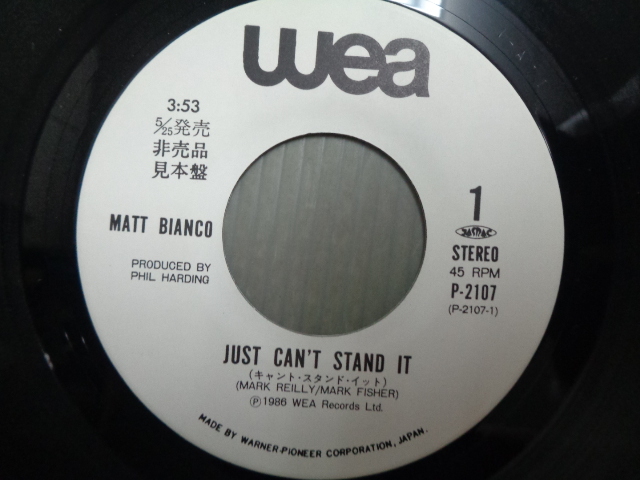 wea
3:53
5/25発売
非売品
見本盤
MATT BIANCO
PRODUCED BY
PHIL HARDING
1
JASRAC
STEREO
45 RPM
P-2107
(P-2107-1)
JUST CAN'T STAND IT
(キャント・スタンド・イット)
(MARK REILLY/MARK FISHER)
Ⓟ1986 WEA Records Ltd.
MADE BY WARNER-PIONEER CORPORATION, JAPAN.